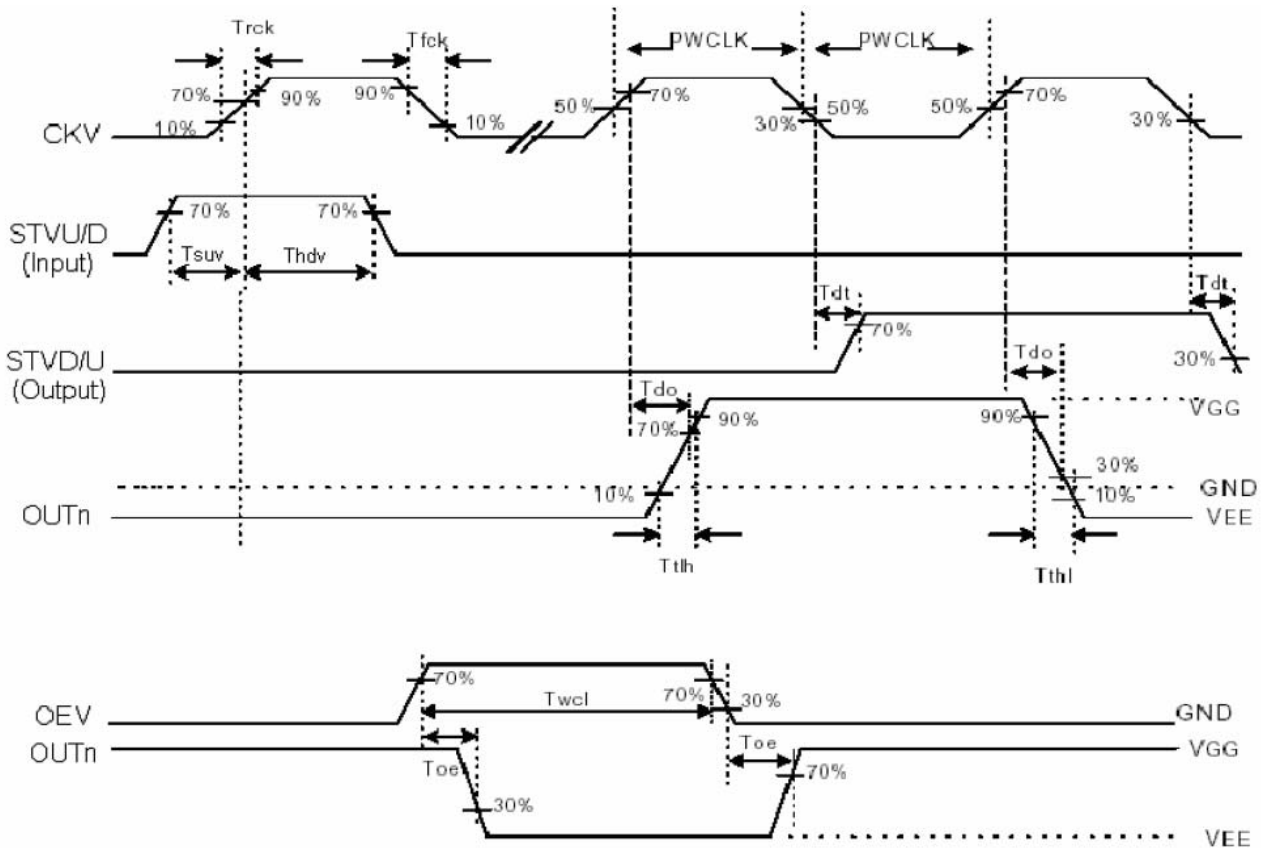 Trck
Tfck
PWCLK
PWCLK
70%
90%
90%
70%
50%
50%
50%
70%
10%
10%
30%
30%
CKV
70%
70%
STVU/D
(Input)
Tsuv
Thdv
Tdt
Tdt
70%
STVD/U
(Output)
Tdo
30%
Tdo
VGG
70%
90%
90%
30%
10%
10%
GND
OUTn
VEE
Ttlh
Tthl
70%
70%
30%
Twcl
OEV
GND
OUTn
VGG
Toe
Toe
70%
30%
VEE